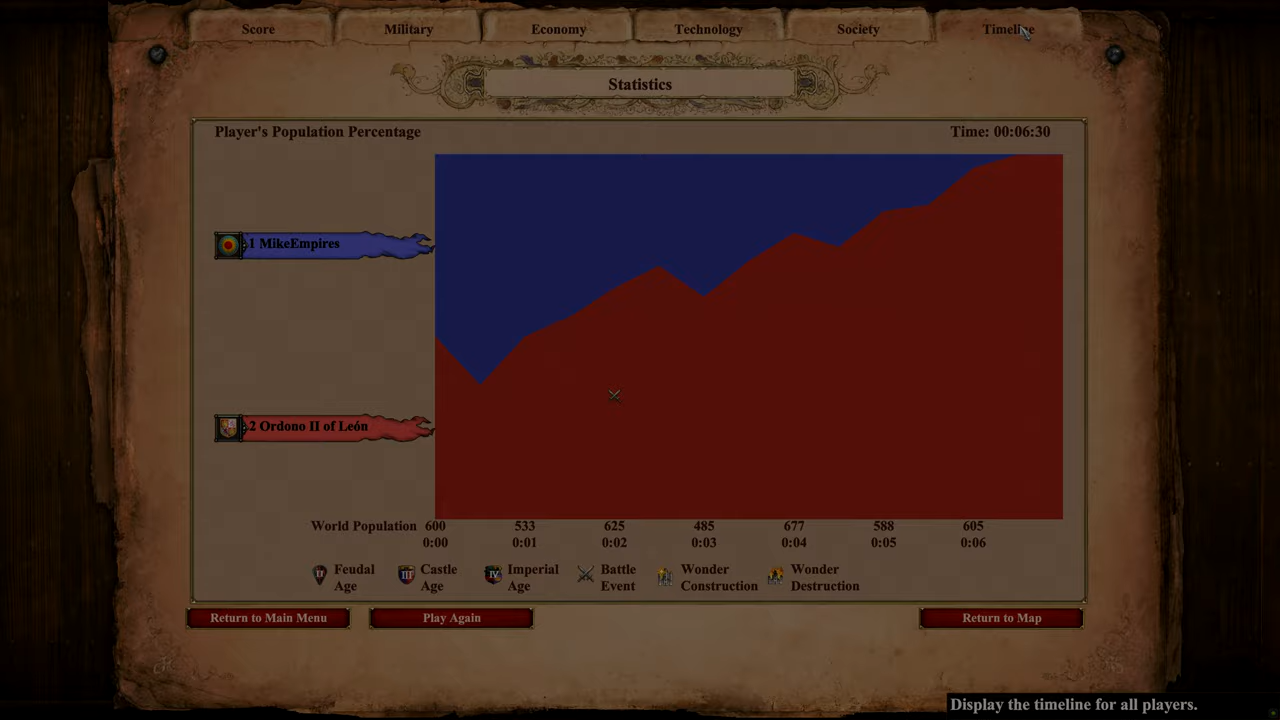 Score Military Economy Technology Society Timeline
Statistics
Player's Population Percentage Time: 00:06:30
1 MikeEmpires
2 Ordono II of León
World Population 600 533 625 485 677 588 605
0:00 0:01 0:02 0:03 0:04 0:05 0:06
II Feudal Age
III Castle Age
IV Imperial Age
Battle Event
Wonder Construction
Wonder Destruction
Return to Main Menu Play Again Return to Map
Display the timeline for all players.